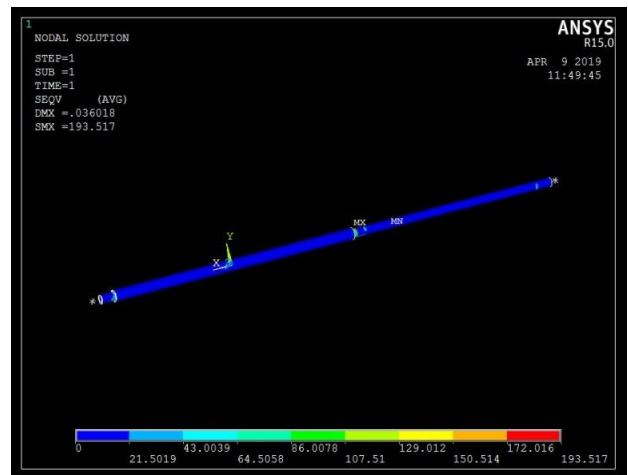 1
NODAL SOLUTION
STEP=1
SUB =1
TIME=1
SEQV (AVG)
DMX =.036018
SMX =193.517
ANSYS
R15.0
APR 9 2019
11:49:45
MX
MN
Y
X
0
21.5019
43.0039
64.5058
86.0078
107.51
129.012
150.514
172.016
193.517